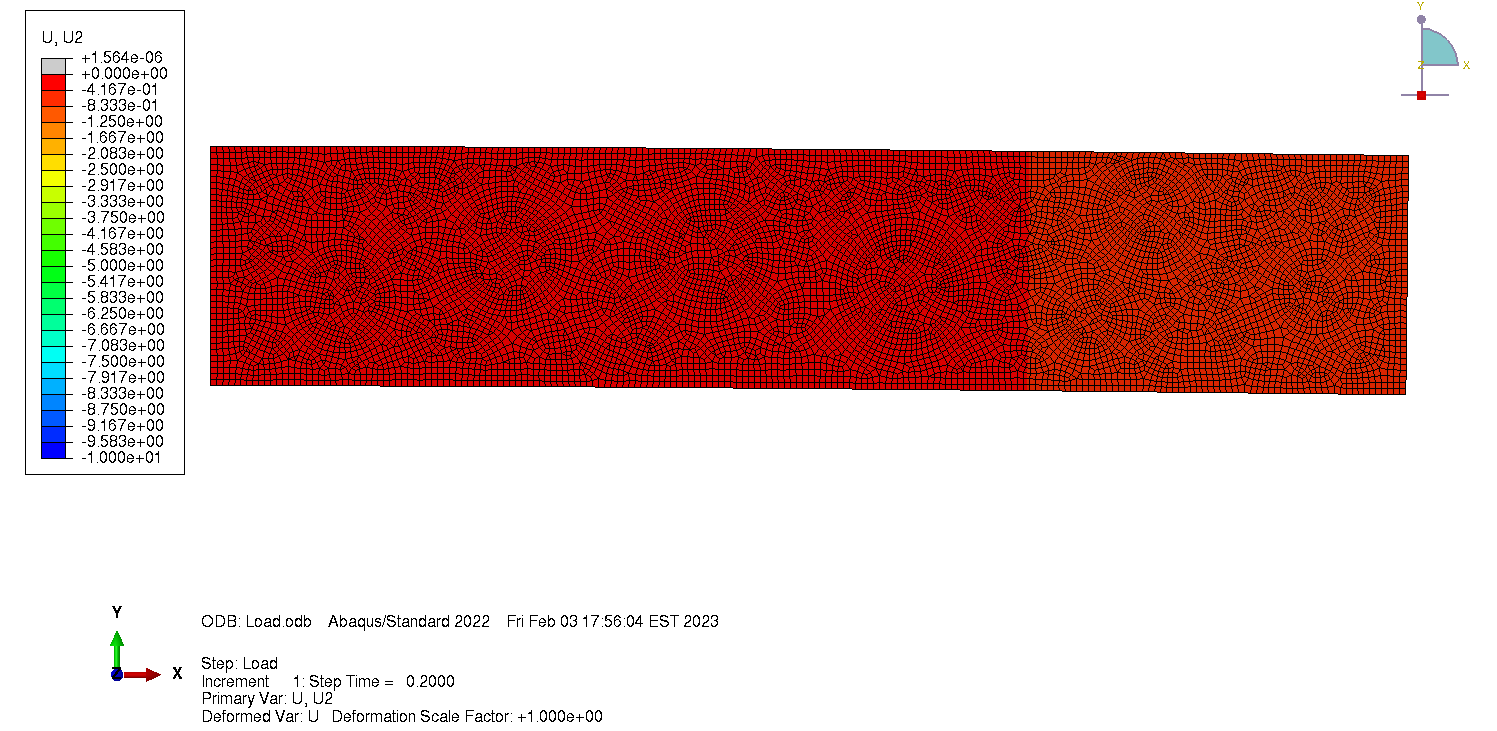 U, U2
+1.564e-06
+0.000e+00
-4.167e-01
-8.333e-01
-1.250e+00
-1.667e+00
-2.083e+00
-2.500e+00
-2.917e+00
-3.333e+00
-3.750e+00
-4.167e+00
-4.583e+00
-5.000e+00
-5.417e+00
-5.833e+00
-6.250e+00
-6.667e+00
-7.083e+00
-7.500e+00
-7.917e+00
-8.333e+00
-8.750e+00
-9.167e+00
-9.583e+00
-1.000e+01
Y
Z X
Y
Z X
ODB: Load.odb Abaqus/Standard 2022 Fri Feb 03 17:56:04 EST 2023
Step: Load
Increment 1: Step Time = 0.2000
Primary Var: U, U2
Deformed Var: U Deformation Scale Factor: +1.000e+00